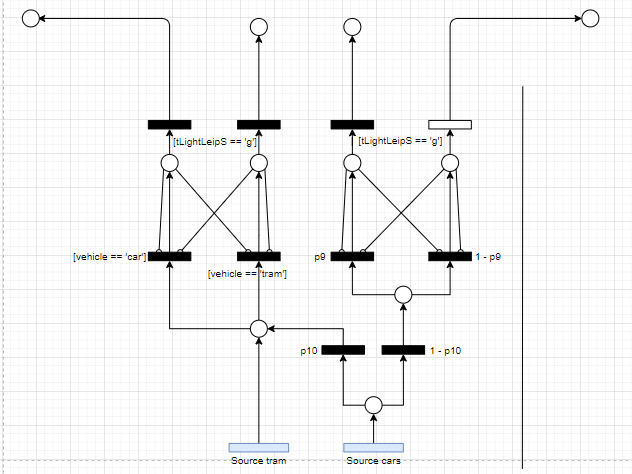 [tLightLeipS == 'g']
[tLightLeipS == 'g']
[vehicle == 'car']
p9
1 - p9
[vehicle == 'tram']
p10
1 - p10
Source tram
Source cars